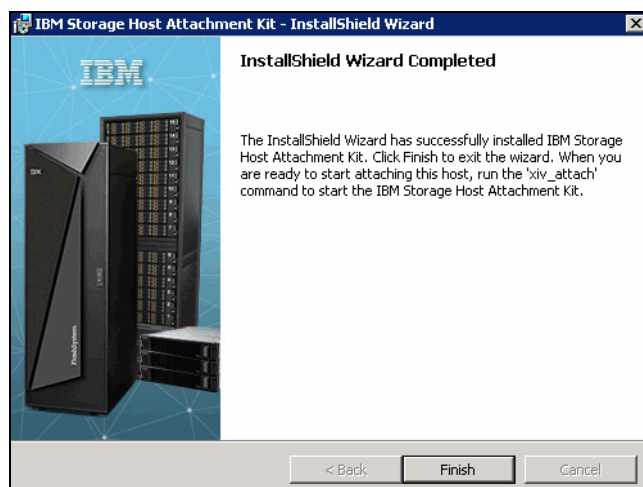 IBM Storage Host Attachment Kit - InstallShield Wizard
IBM
InstallShield Wizard Completed
The InstallShield Wizard has successfully installed IBM Storage
Host Attachment Kit. Click Finish to exit the wizard. When you
are ready to start attaching this host, run the 'xiv_attach'
command to start the IBM Storage Host Attachment Kit.
FlashSystem
< Back
Finish
Cancel